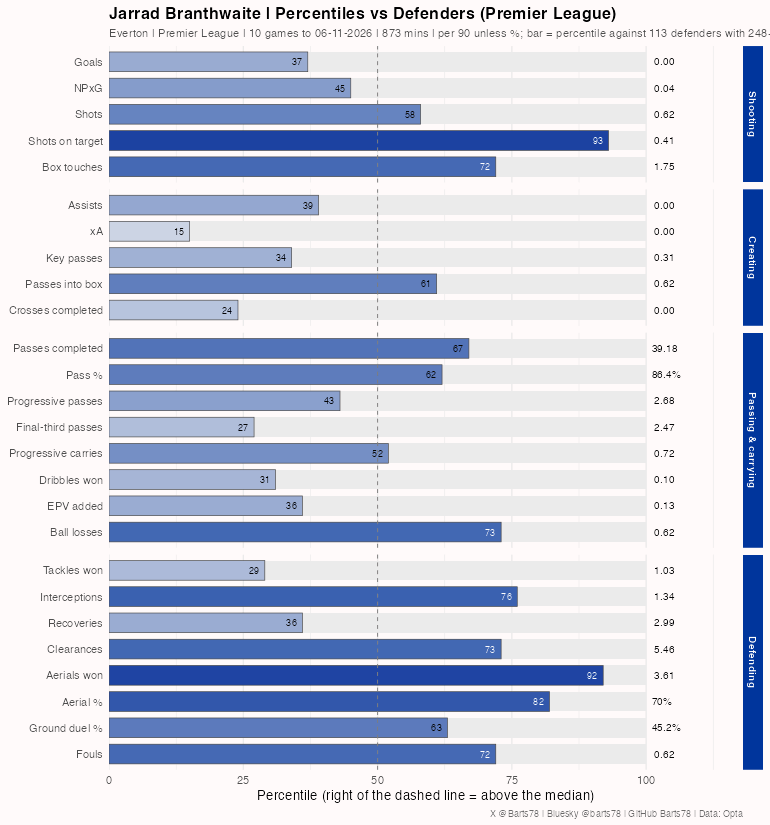 Jarrad Branthwaite | Percentiles vs Defenders (Premier League)
Everton | Premier League | 10 games to 06-11-2026 | 873 mins | per 90 unless %; bar = percentile against 113 defenders with 248-
Goals 37 0.00
NPxG 45 0.04
Shots 58 0.62
Shots on target 93 0.41
Box touches 72 1.75
Shooting
Assists 39 0.00
xA 15 0.00
Key passes 34 0.31
Passes into box 61 0.62
Crosses completed 24 0.00
Creating
Passes completed 67 39.18
Pass % 62 86.4%
Progressive passes 43 2.68
Final-third passes 27 2.47
Progressive carries 52 0.72
Dribbles won 31 0.10
EPV added 36 0.13
Ball losses 73 0.62
Passing & carrying
Tackles won 29 1.03
Interceptions 76 1.34
Recoveries 36 2.99
Clearances 73 5.46
Aerials won 92 3.61
Aerial % 82 70%
Ground duel % 63 45.2%
Fouls 72 0.62
Defending
0 25 50 75 100
Percentile (right of the dashed line = above the median)
X @Barts78 | Bluesky @barts78 | GitHub Barts78 | Data: Opta